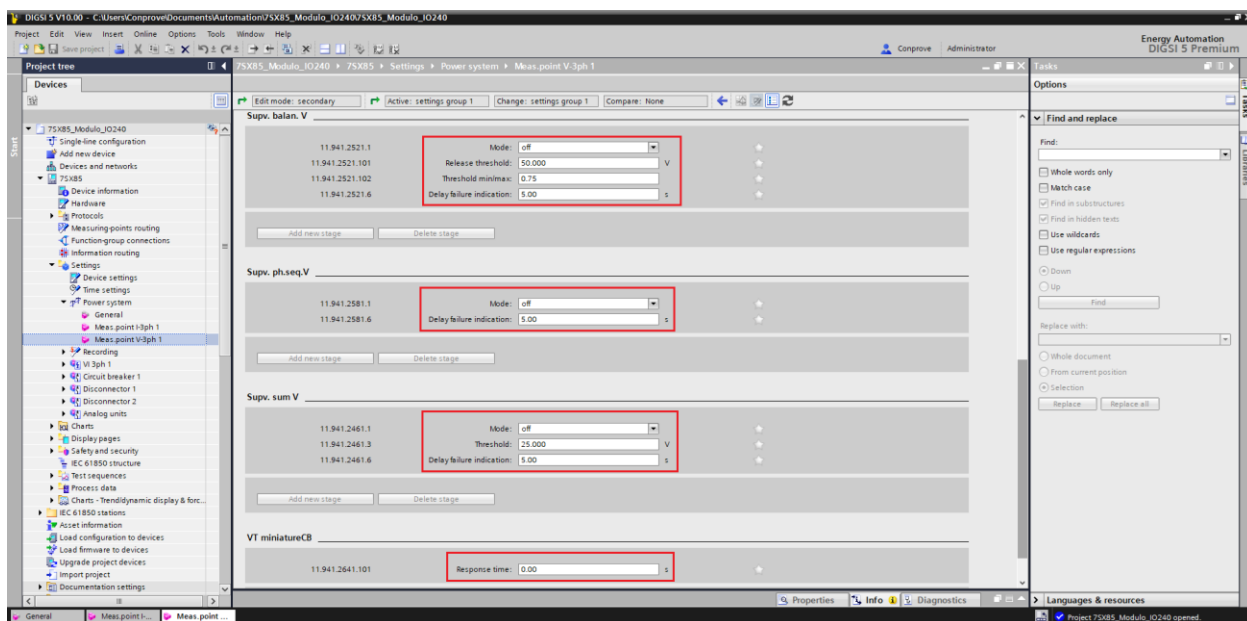 DIGSI 5 V10.00 - C:\Users\Conprove\Documents\Automation\7SX85_Modulo_IO240\7SX85_Modulo_IO240
Project Edit View Insert Online Options Tools Window Help
Save project
Conprove Administrator
Energy Automation
DIGSI 5 Premium
Project tree
7SX85_Modulo_IO240 ▸ 7SX85 ▸ Settings ▸ Power system ▸ Meas.point V-3ph 1
Tasks
Devices
Options
Edit mode: secondary
Active: settings group 1
Change: settings group 1
Compare: None
Start
7SX85_Modulo_IO240
Single-line configuration
Add new device
Devices and networks
7SX85
Device information
Hardware
Protocols
Measuring-points routing
Function-group connections
Information routing
Settings
Device settings
Time settings
Power system
General
Meas.point I-3ph 1
Meas.point V-3ph 1
Recording
VI 3ph 1
Circuit breaker 1
Disconnector 1
Disconnector 2
Analog units
Charts
Display pages
Safety and security
IEC 61850 structure
Test sequences
Process data
Charts - Trend/dynamic display & forc...
IEC 61850 stations
Asset information
Load configuration to devices
Load firmware to devices
Upgrade project devices
Import project
Documentation settings
Supv. balan. V
11.941.2521.1 Mode: off
11.941.2521.101 Release threshold: 50.000 V
11.941.2521.102 Threshold min/max: 0.75
11.941.2521.6 Delay failure indication: 5.00 s
Add new stage Delete stage
Supv. ph.seq.V
11.941.2581.1 Mode: off
11.941.2581.6 Delay failure indication: 5.00 s
Add new stage Delete stage
Supv. sum V
11.941.2461.1 Mode: off
11.941.2461.3 Threshold: 25.000 V
11.941.2461.6 Delay failure indication: 5.00 s
Add new stage Delete stage
VT miniatureCB
11.941.2641.101 Response time: 0.00 s
Properties Info Diagnostics
Find and replace
Find:
Whole words only
Match case
Find in substructures
Find in hidden texts
Use wildcards
Use regular expressions
Down
Up
Find
Replace with:
Whole document
From current position
Selection
Replace Replace all
Languages & resources
Tasks
Libraries
General
Meas.point I-...
Meas.point ...
Project 7SX85_Modulo_IO240 opened.